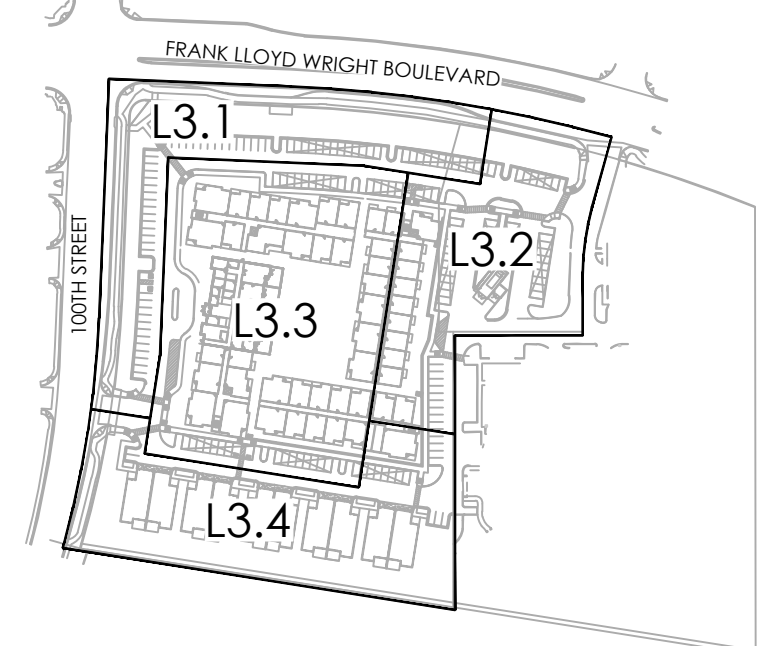 FRANK LLOYD WRIGHT BOULEVARD
L3.1
100TH STREET
L3.2
L3.3
L3.4